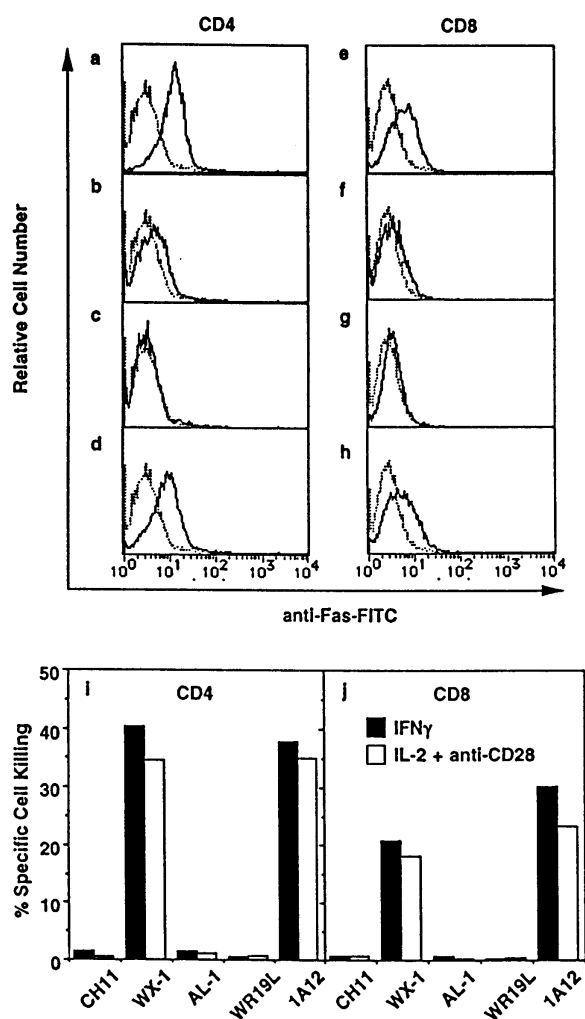 CD4
CD8
a
e
b
f
c
g
d
h
Relative Cell Number
10⁰ 10¹ 10² 10³ 10⁴
10⁰ 10¹ 10² 10³ 10⁴
anti-Fas-FITC
i
CD4
j
CD8
IFNγ
IL-2 + anti-CD28
% Specific Cell Killing
50
40
30
20
10
0
CH11
WX-1
AL-1
WR19L
1A12
CH11
WX-1
AL-1
WR19L
1A12